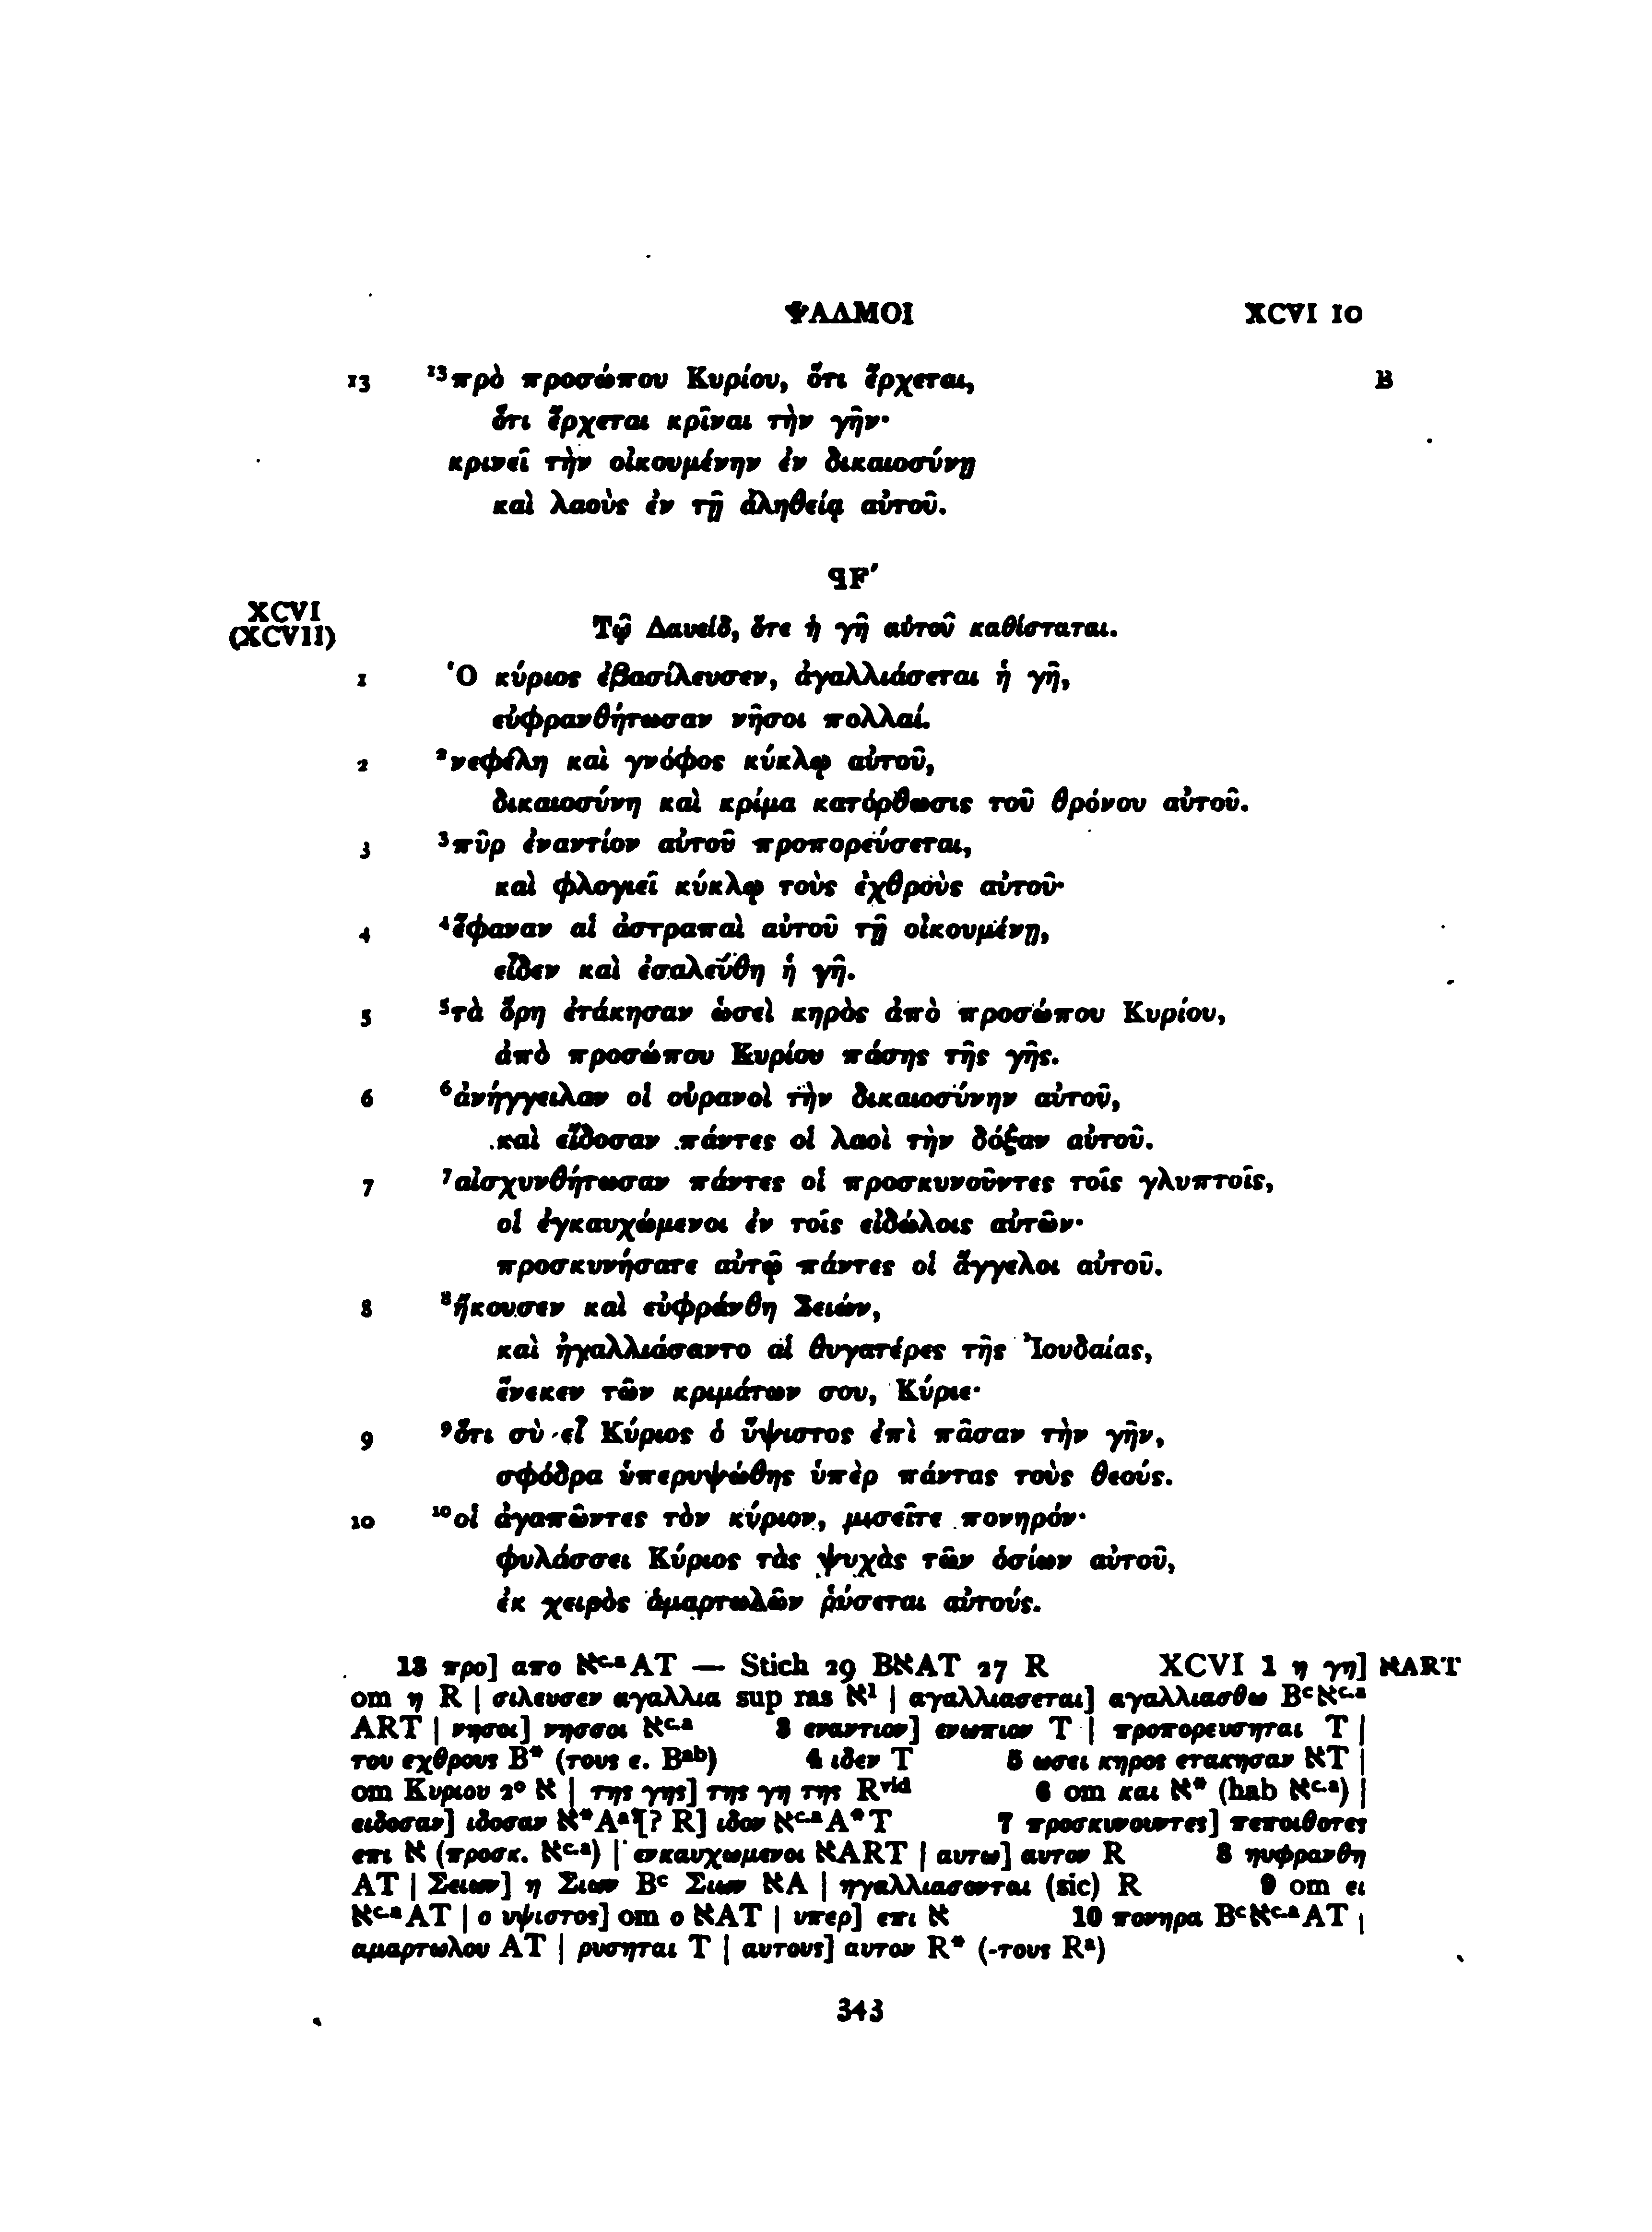 ΨΑΛΜΟΙ XCVI 10
13 ¹³πρὸ προσώπου Κυρίου, ὅτι ἔρχεται, B
ὅτι ἔρχεται κρῖναι τὴν γῆν·
κρινεῖ τὴν οἰκουμένην ἐν δικαιοσύνῃ
καὶ λαοὺς ἐν τῇ ἀληθείᾳ αὐτοῦ.
ϟϜʹ
XCVI
(XCVII) Τῷ Δαυείδ, ὅτε ἡ γῆ αὐτοῦ καθίσταται.
1 Ὁ κύριος ἐβασίλευσεν, ἀγαλλιάσεται ἡ γῆ,
εὐφρανθήτωσαν νῆσοι πολλαί.
2 ²νεφέλη καὶ γνόφος κύκλῳ αὐτοῦ,
δικαιοσύνη καὶ κρίμα κατόρθωσις τοῦ θρόνου αὐτοῦ.
3 ³πῦρ ἐναντίον αὐτοῦ προπορεύσεται,
καὶ φλογιεῖ κύκλῳ τοὺς ἐχθροὺς αὐτοῦ·
4 ⁴ἔφαναν αἱ ἀστραπαὶ αὐτοῦ τῇ οἰκουμένῃ,
εἶδεν καὶ ἐσαλεύθη ἡ γῆ.
5 ⁵τὰ ὄρη ἐτάκησαν ὡσεὶ κηρὸς ἀπὸ προσώπου Κυρίου,
ἀπὸ προσώπου Κυρίου πάσης τῆς γῆς.
6 ⁶ἀνήγγειλαν οἱ οὐρανοὶ τὴν δικαιοσύνην αὐτοῦ,
καὶ εἴδοσαν πάντες οἱ λαοὶ τὴν δόξαν αὐτοῦ.
7 ⁷αἰσχυνθήτωσαν πάντες οἱ προσκυνοῦντες τοῖς γλυπτοῖς,
οἱ ἐγκαυχώμενοι ἐν τοῖς εἰδώλοις αὐτῶν·
προσκυνήσατε αὐτῷ πάντες οἱ ἄγγελοι αὐτοῦ.
8 ⁸ἤκουσεν καὶ εὐφράνθη Σειών,
καὶ ἠγαλλιάσαντο αἱ θυγατέρες τῆς Ἰουδαίας,
ἕνεκεν τῶν κριμάτων σου, Κύριε·
9 ⁹ὅτι σὺ εἶ Κύριος ὁ ὕψιστος ἐπὶ πᾶσαν τὴν γῆν,
σφόδρα ὑπερυψώθης ὑπὲρ πάντας τοὺς θεούς.
10 ¹⁰οἱ ἀγαπῶντες τὸν κύριον, μισεῖτε πονηρόν·
φυλάσσει Κύριος τὰς ψυχὰς τῶν ὁσίων αὐτοῦ,
ἐκ χειρὸς ἁμαρτωλῶν ῥύσεται αὐτούς.
13 προ] απο א^c.a AT — Stich 29 BאAT 27 R XCVI 1 η γη] אART
om η R | σιλευσεν αγαλλια sup ras א¹ | αγαλλιασεται] αγαλλιασθω B^c א^c.a
ART | νησοι] νησσοι א^c.a 3 εναντιον] ενωπιον T | προπορευσηται T |
του εχθρους B* (τους ε. B^ab) 4 ιδεν T 5 ωσει κηρος ετακησαν אT |
om Κυριου 2° א | της γης] της γη της R^vid 6 om και א* (hab א^c.a) |
ειδοσαν] ιδοσαν א*A^a¹[? R] ιδον א^c.a A*T 7 προσκυνουντες] πεποιθοτες
επι א (προσκ. א^c.a) | ενκαυχωμενοι אART | αυτω] αυτον R 8 ηυφρανθη
AT | Σειων] η Σιων B^c Σιων אA | ηγαλλιασονται (sic) R 9 om ει
א^c.a AT | ο υψιστος] om ο אAT | υπερ] επι א 10 πονηρα B^c א^c.a AT |
αμαρτωλου AT | ρυσηται T | αυτους] αυτον R* (-τους R^a)
343